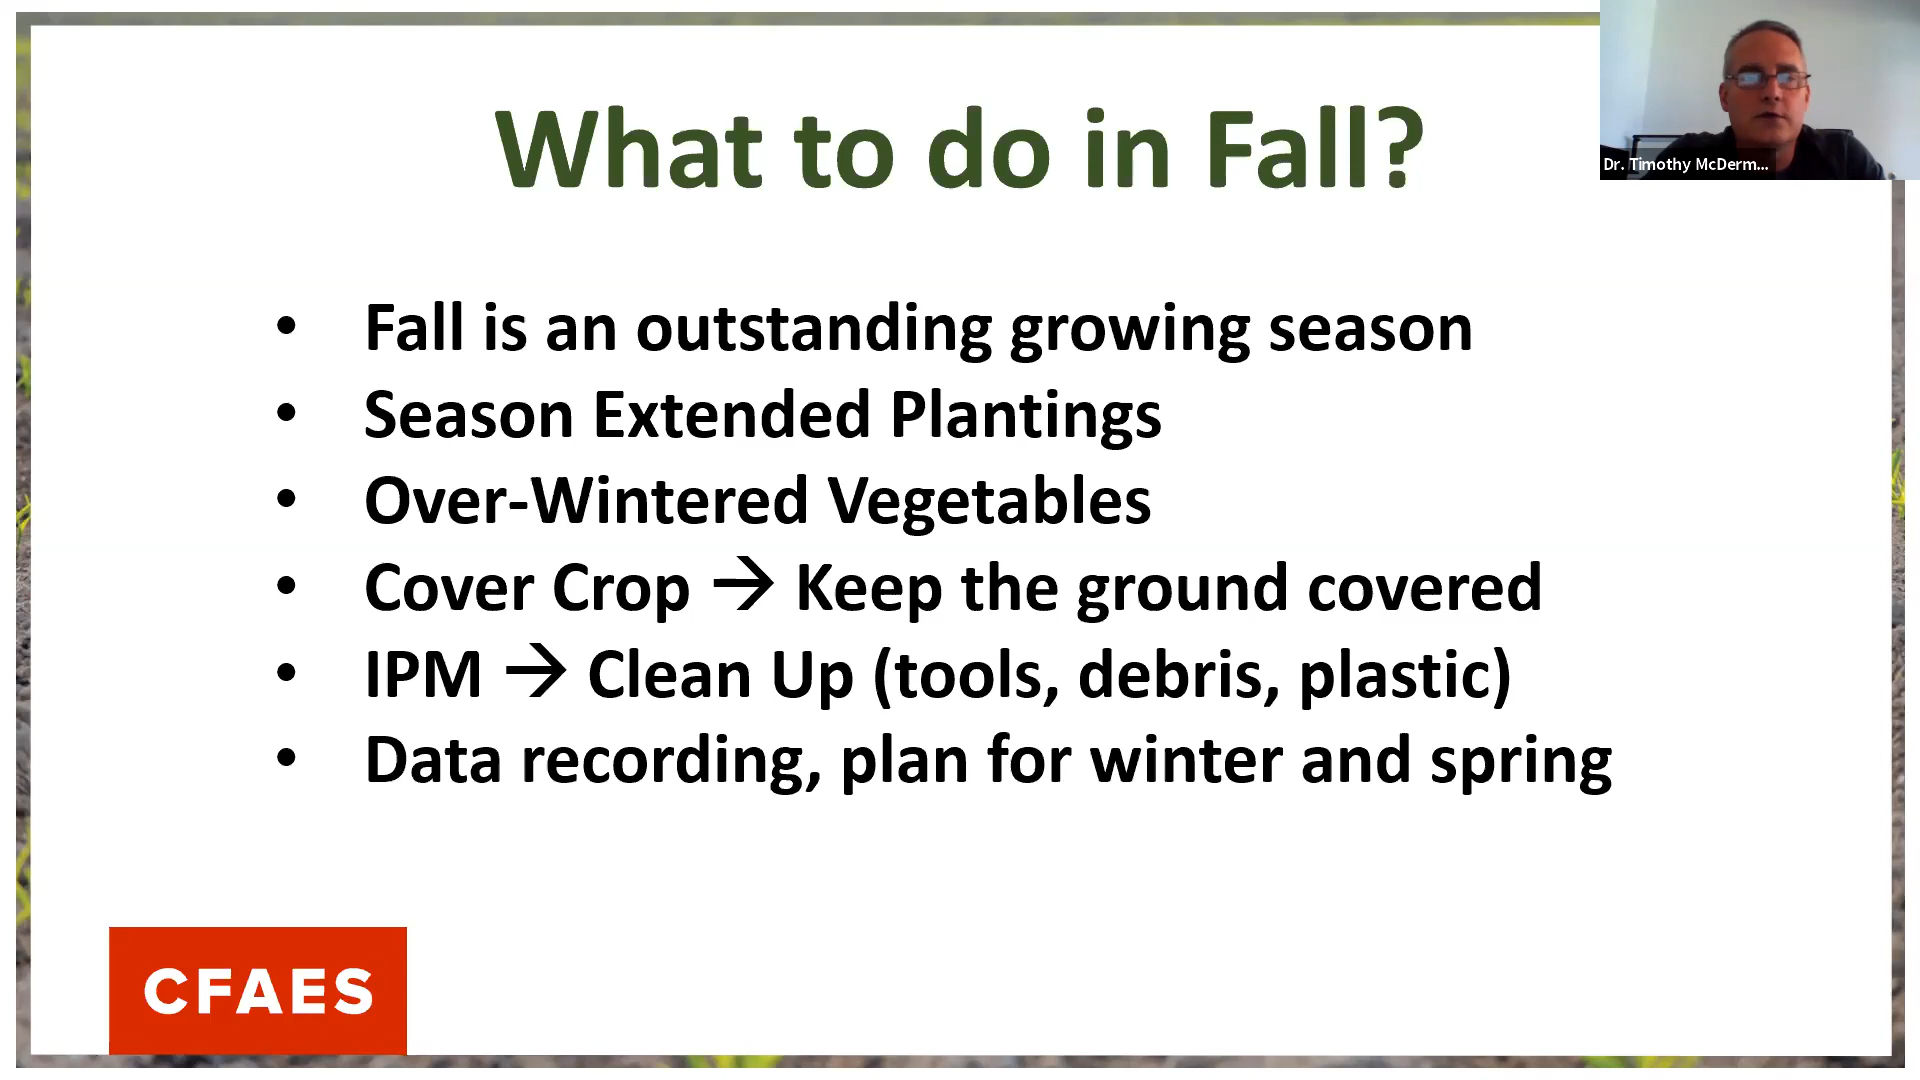 What to do in Fall?
Dr. Timothy McDerm...
• Fall is an outstanding growing season
• Season Extended Plantings
• Over-Wintered Vegetables
• Cover Crop → Keep the ground covered
• IPM → Clean Up (tools, debris, plastic)
• Data recording, plan for winter and spring
CFAES